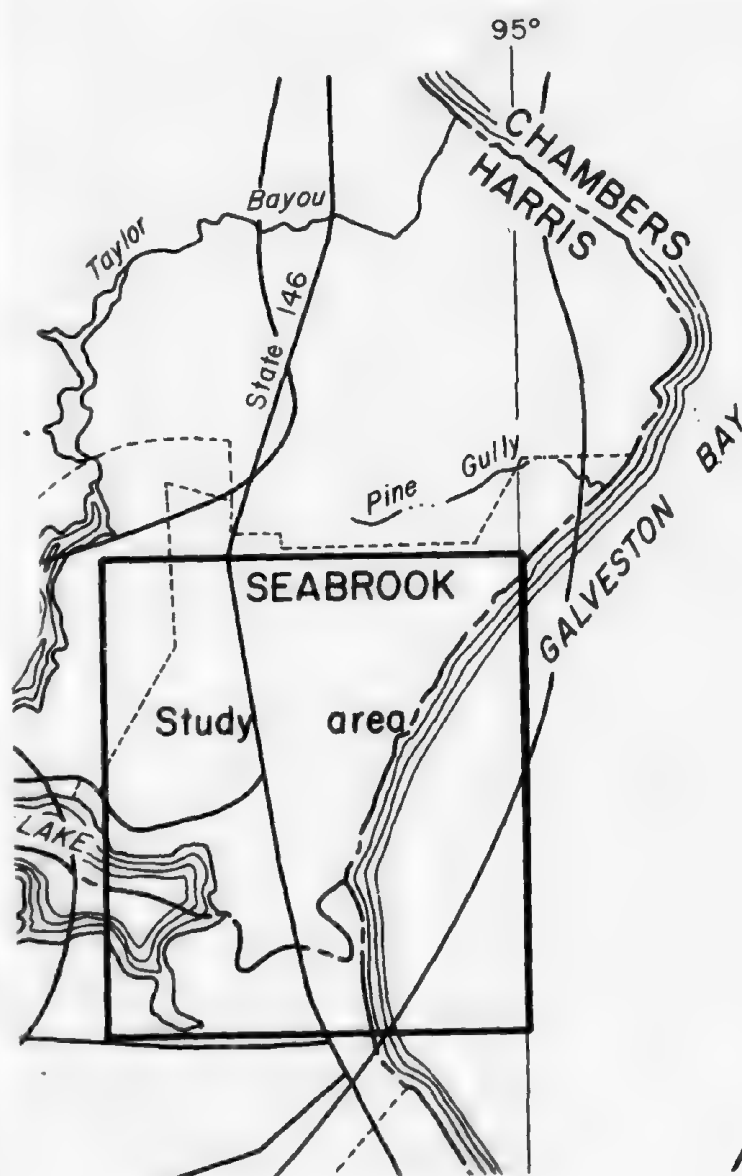 95°
CHAMBERS
HARRIS
Taylor
Bayou
State 146
Pine Gully
GALVESTON BAY
SEABROOK
Study area
LAKE